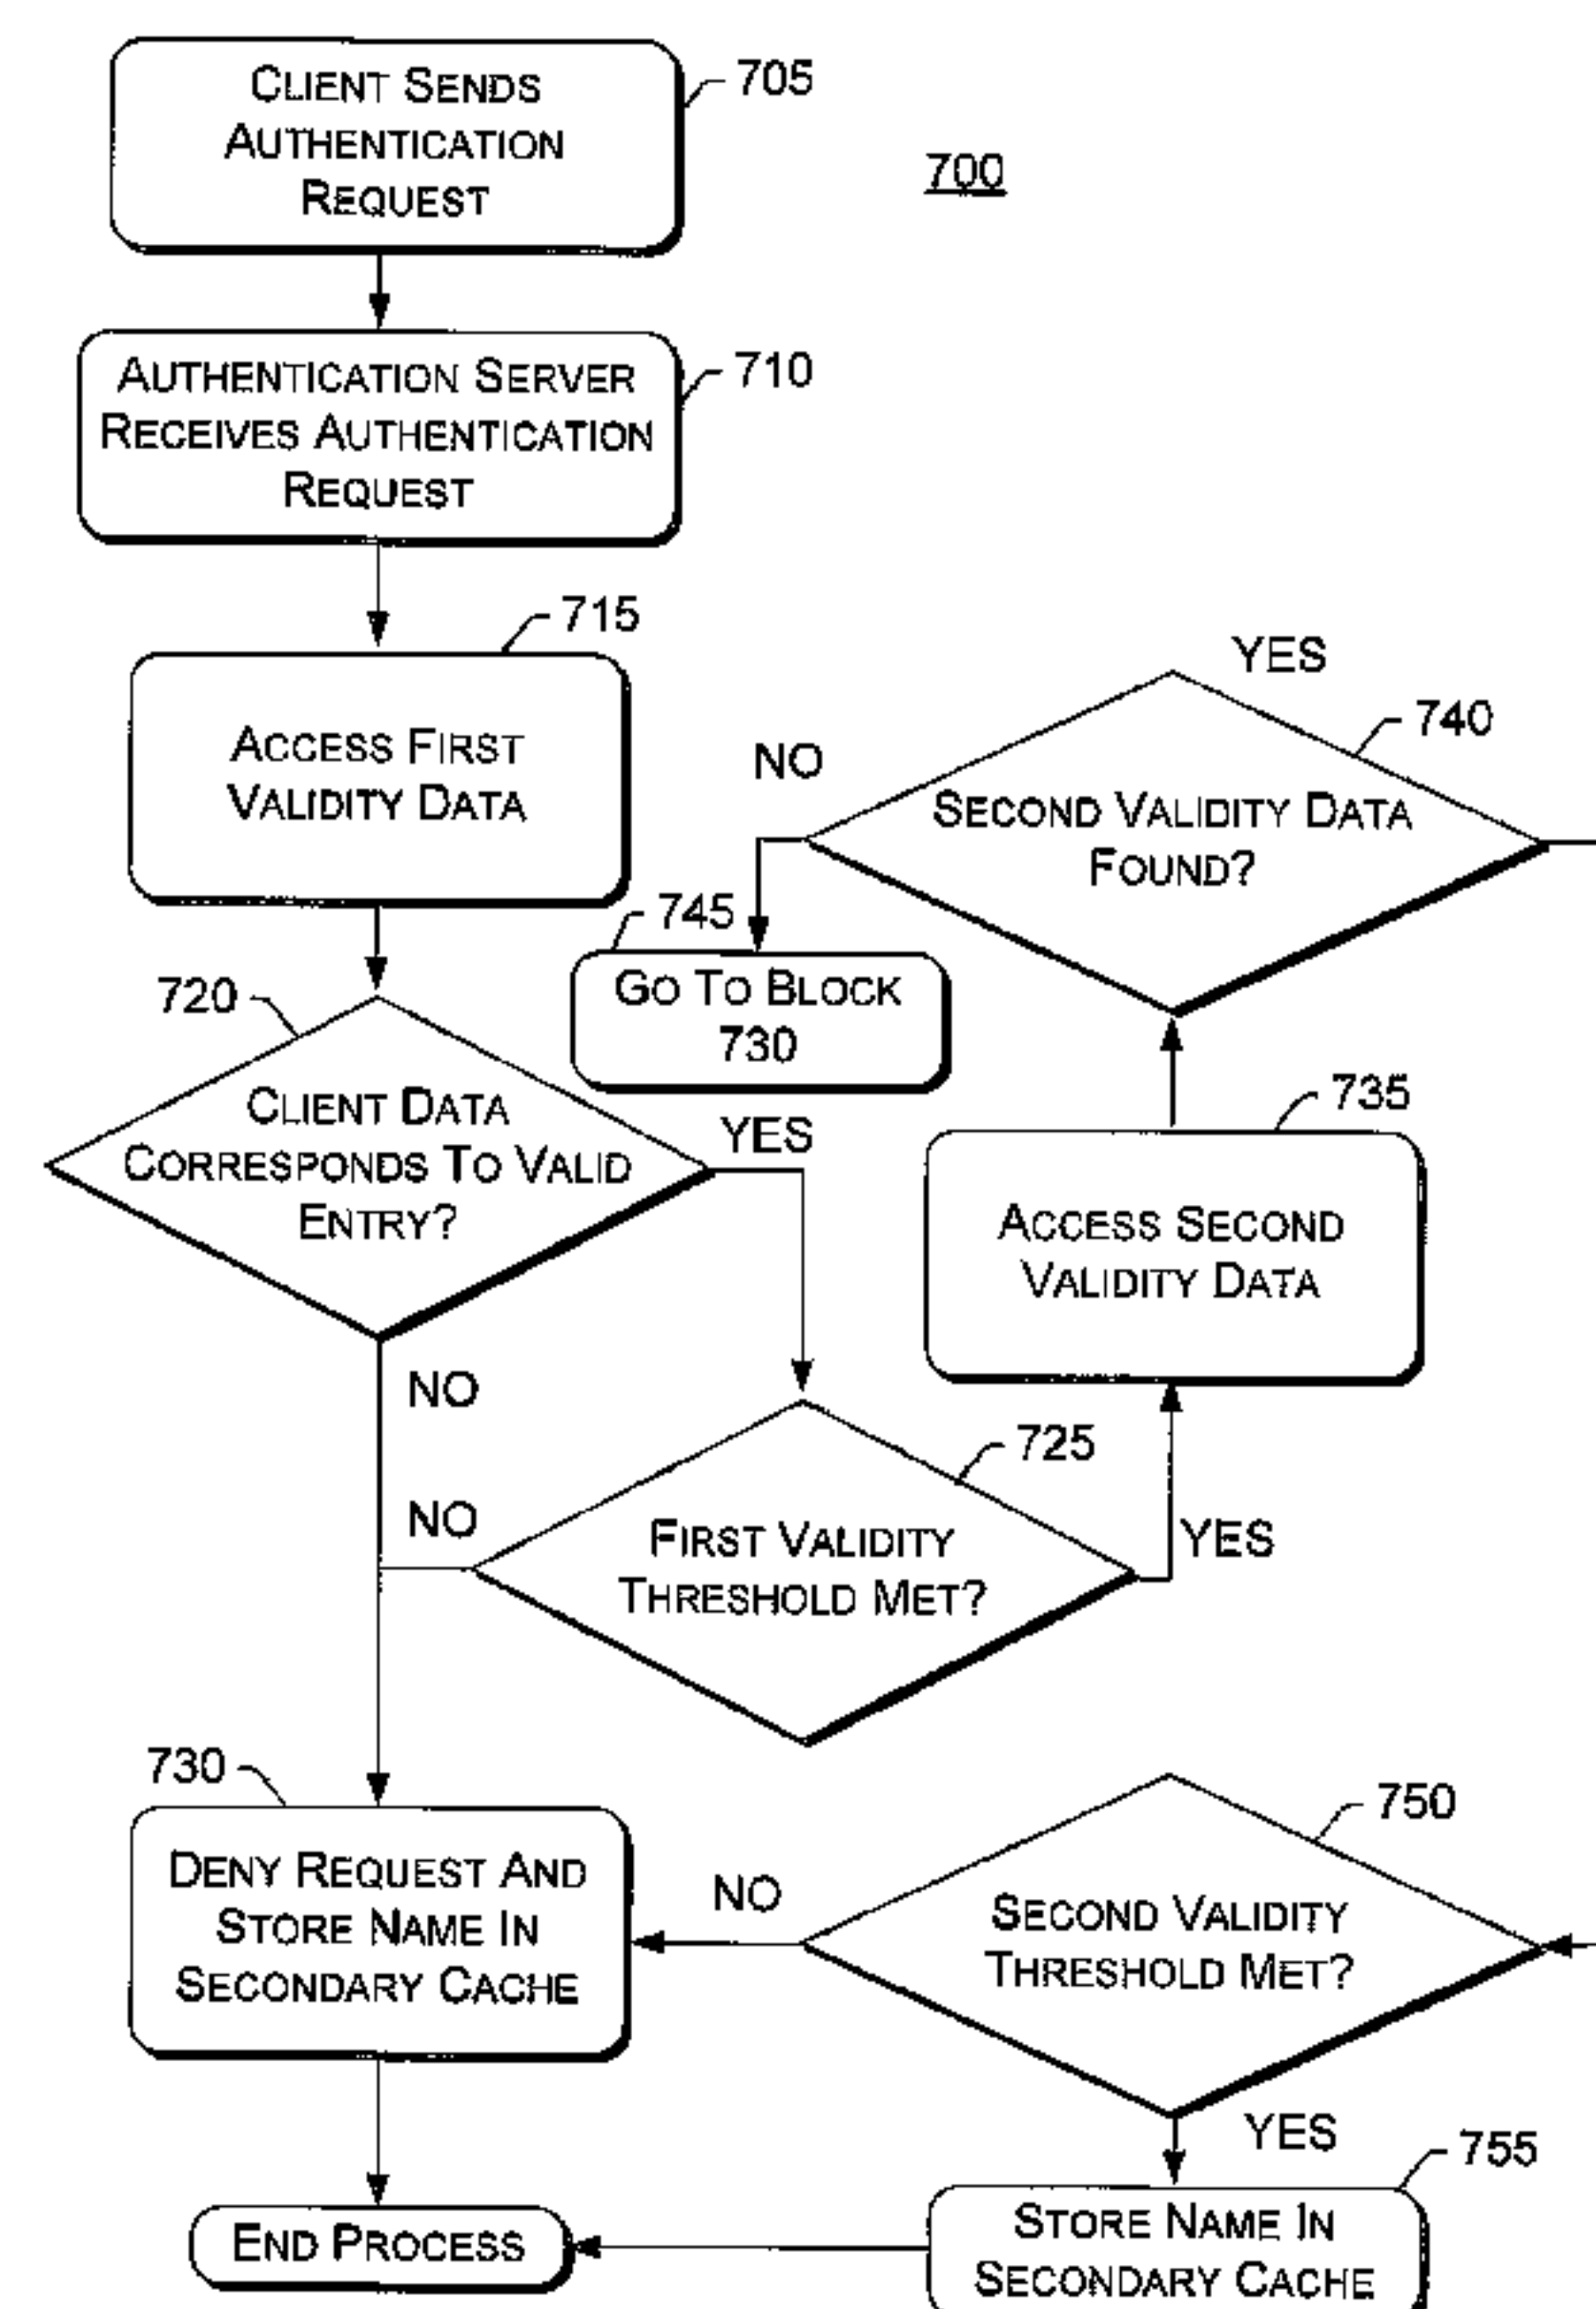 CLIENT SENDS
AUTHENTICATION
REQUEST
705
700
AUTHENTICATION SERVER
RECEIVES AUTHENTICATION
REQUEST
710
715
ACCESS FIRST
VALIDITY DATA
YES
740
NO
SECOND VALIDITY DATA
FOUND?
745
GO TO BLOCK
730
720
CLIENT DATA
CORRESPONDS TO VALID
ENTRY?
YES
735
ACCESS SECOND
VALIDITY DATA
NO
725
NO
FIRST VALIDITY
THRESHOLD MET?
YES
730
DENY REQUEST AND
STORE NAME IN
SECONDARY CACHE
750
NO
SECOND VALIDITY
THRESHOLD MET?
YES
755
END PROCESS
STORE NAME IN
SECONDARY CACHE